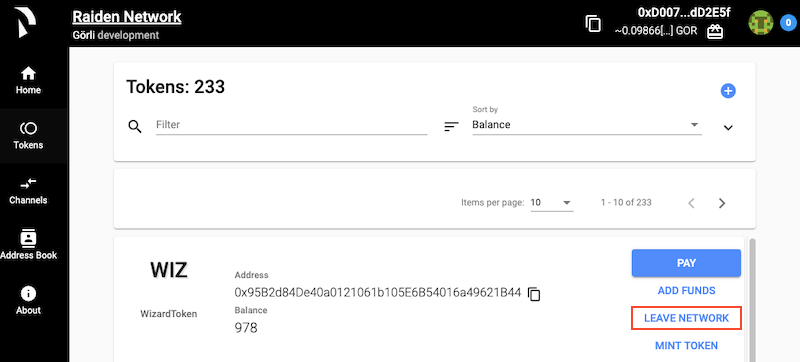 Raiden Network
Görli development
0xD007...dD2E5f
~0.09866[...] GOR
0
Home
Tokens
Channels
Address Book
About
Tokens: 233
Filter
Sort by
Balance
Items per page: 10
1 - 10 of 233
WIZ
WizardToken
Address
0x95B2d84De40a0121061b105E6B54016a49621B44
Balance
978
PAY
ADD FUNDS
LEAVE NETWORK
MINT TOKEN